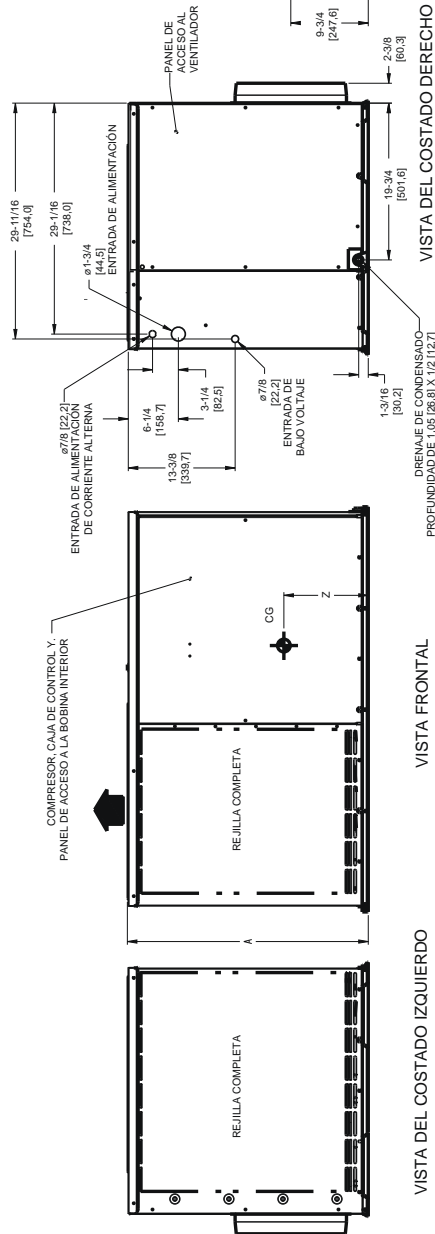 REJILLA COMPLETA
VISTA DEL COSTADO IZQUIERDO
COMPRESOR, CAJA DE CONTROL Y.
PANEL DE ACCESO A LA BOBINA INTERIOR
REJILLA COMPLETA
A
CG
Z
VISTA FRONTAL
29-11/16
[754,0]
29-1/16
[738,0]
ø7/8 [22,2]
ENTRADA DE ALIMENTACIÓN
DE CORRIENTE ALTERNA
ø1-3/4
[44,5]
ENTRADA DE ALIMENTACIÓN
PANEL DE
ACCESO AL
VENTILADOR
6-1/4
[158,7]
3-1/4
[82,5]
13-3/8
[339,7]
ø7/8
[22,2]
ENTRADA DE
BAJO VOLTAJE
9-3/4
[247,6]
2-3/8
[60,3]
19-3/4
[501,6]
1-3/16
[30,2]
DRENAJE DE CONDENSADO
PROFUNDIDAD DE 1.05 [26,8] X 1/2 [12,7]
VISTA DEL COSTADO DERECHO